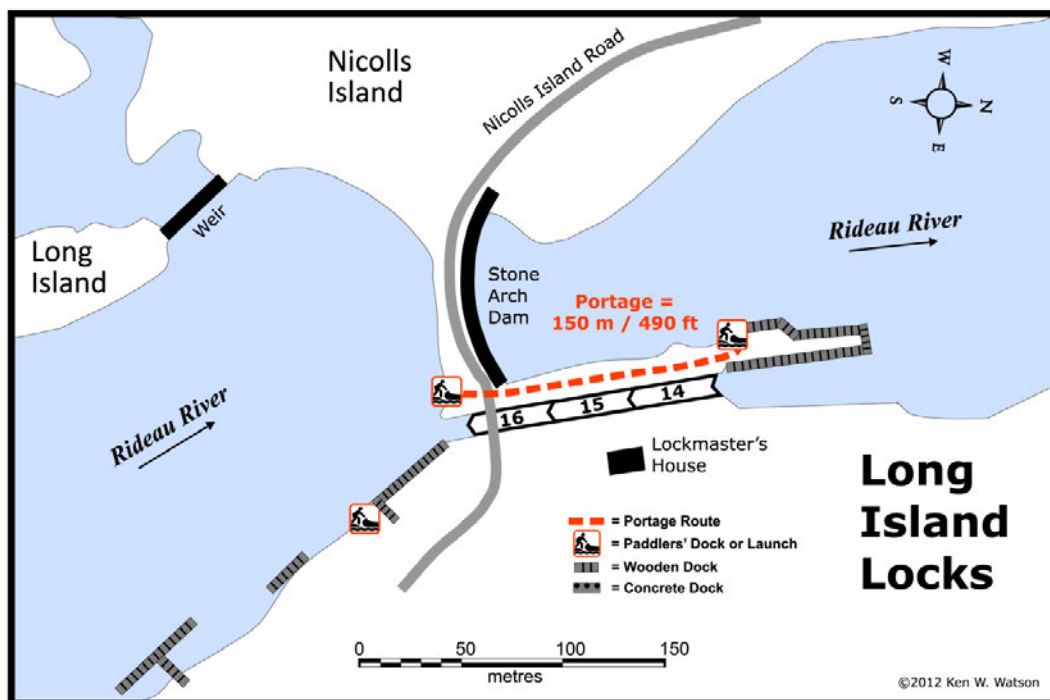 Nicolls
Island
Nicolls Island Road
W
N
S
E
Weir
Long
Island
Stone
Arch
Dam
Rideau River
Portage =
150 m / 490 ft
Rideau River
16
15
14
Lockmaster's
House
Long
Island
Locks
= Portage Route
= Paddlers' Dock or Launch
= Wooden Dock
= Concrete Dock
0 50 100 150
metres
©2012 Ken W. Watson